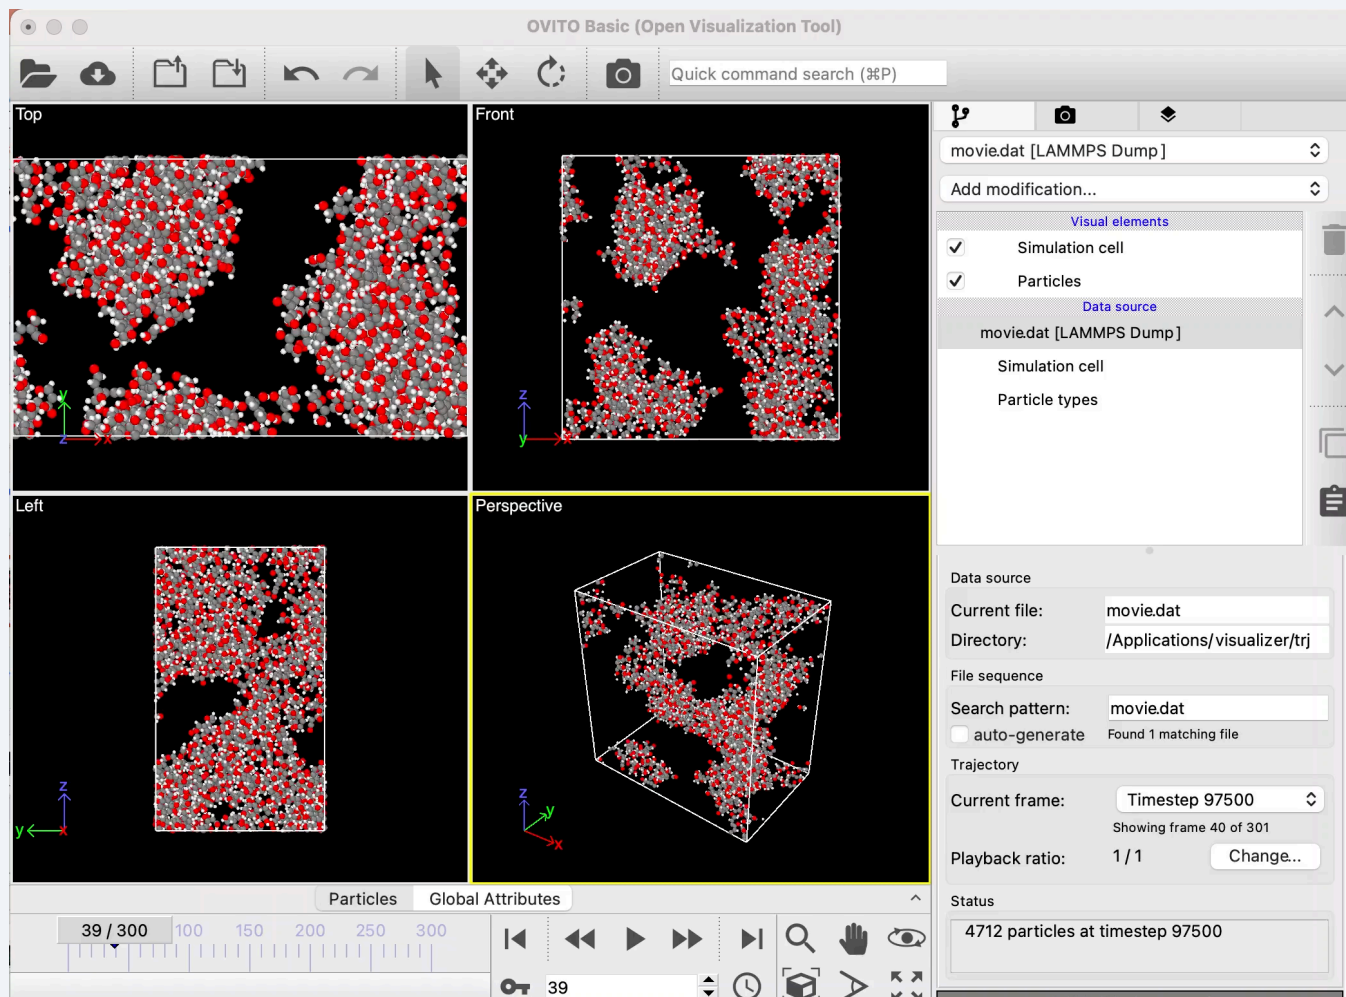 OVITO Basic (Open Visualization Tool)
Quick command search (⌘P)
Top
Front
y
z
x
z
y
x
Left
Perspective
z
y
x
z
y
x
movie.dat [LAMMPS Dump]
Add modification...
Visual elements
Simulation cell
Particles
Data source
movie.dat [LAMMPS Dump]
Simulation cell
Particle types
Data source
Current file: movie.dat
Directory: /Applications/visualizer/trj
File sequence
Search pattern: movie.dat
auto-generate Found 1 matching file
Trajectory
Current frame: Timestep 97500
Showing frame 40 of 301
Playback ratio: 1 / 1 Change...
Status
4712 particles at timestep 97500
Particles Global Attributes
39 / 300 100 150 200 250 300
39